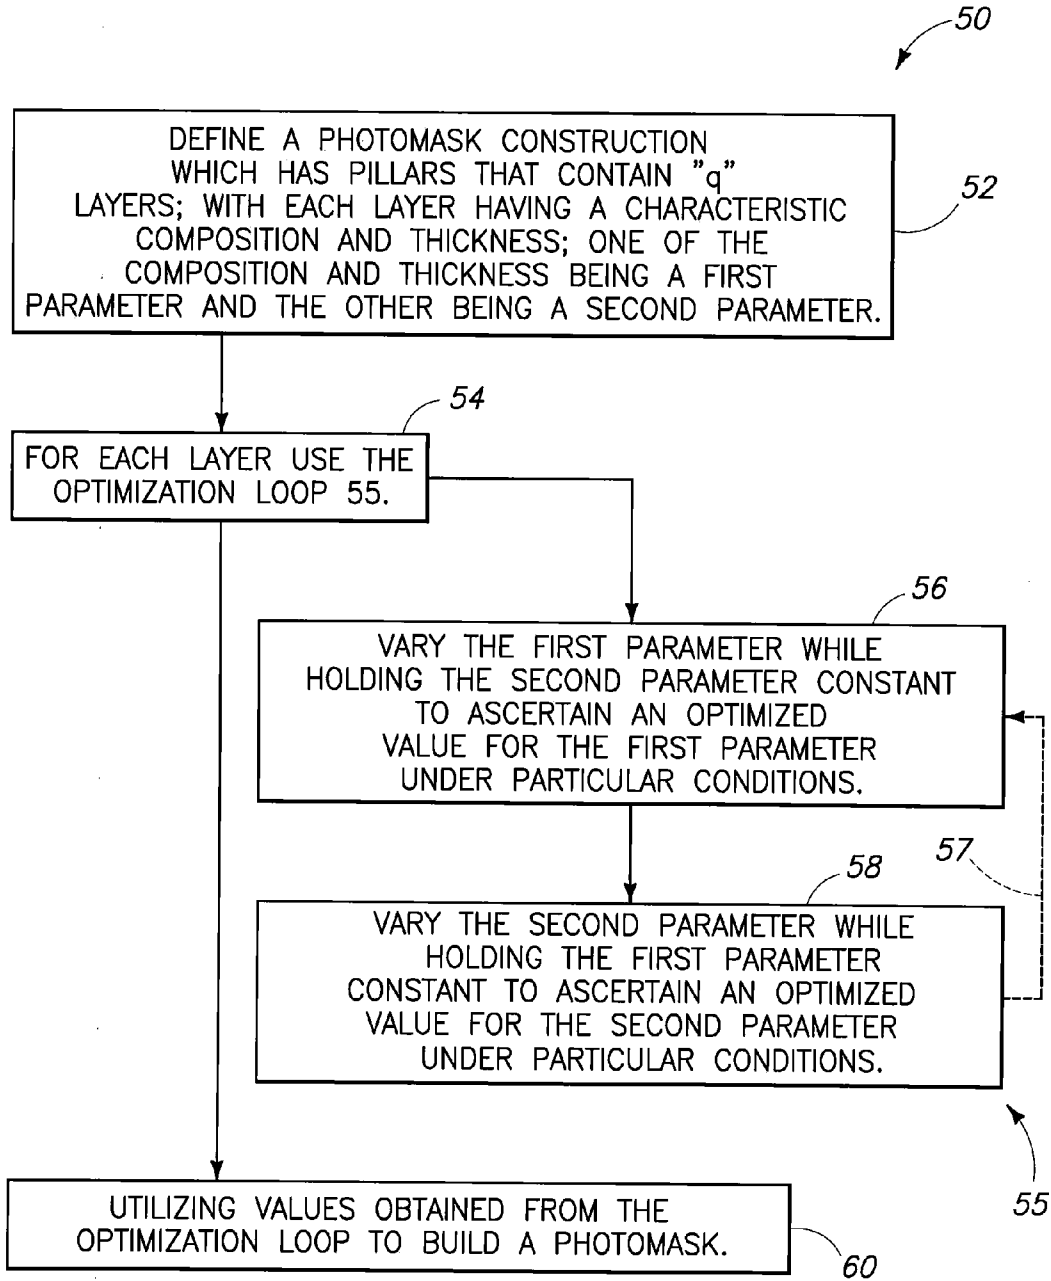 50
DEFINE A PHOTOMASK CONSTRUCTION
WHICH HAS PILLARS THAT CONTAIN "q"
LAYERS; WITH EACH LAYER HAVING A CHARACTERISTIC
COMPOSITION AND THICKNESS; ONE OF THE
COMPOSITION AND THICKNESS BEING A FIRST
PARAMETER AND THE OTHER BEING A SECOND PARAMETER.
52
54
FOR EACH LAYER USE THE
OPTIMIZATION LOOP 55.
56
VARY THE FIRST PARAMETER WHILE
HOLDING THE SECOND PARAMETER CONSTANT
TO ASCERTAIN AN OPTIMIZED
VALUE FOR THE FIRST PARAMETER
UNDER PARTICULAR CONDITIONS.
57
58
VARY THE SECOND PARAMETER WHILE
HOLDING THE FIRST PARAMETER
CONSTANT TO ASCERTAIN AN OPTIMIZED
VALUE FOR THE SECOND PARAMETER
UNDER PARTICULAR CONDITIONS.
55
UTILIZING VALUES OBTAINED FROM THE
OPTIMIZATION LOOP TO BUILD A PHOTOMASK.
60